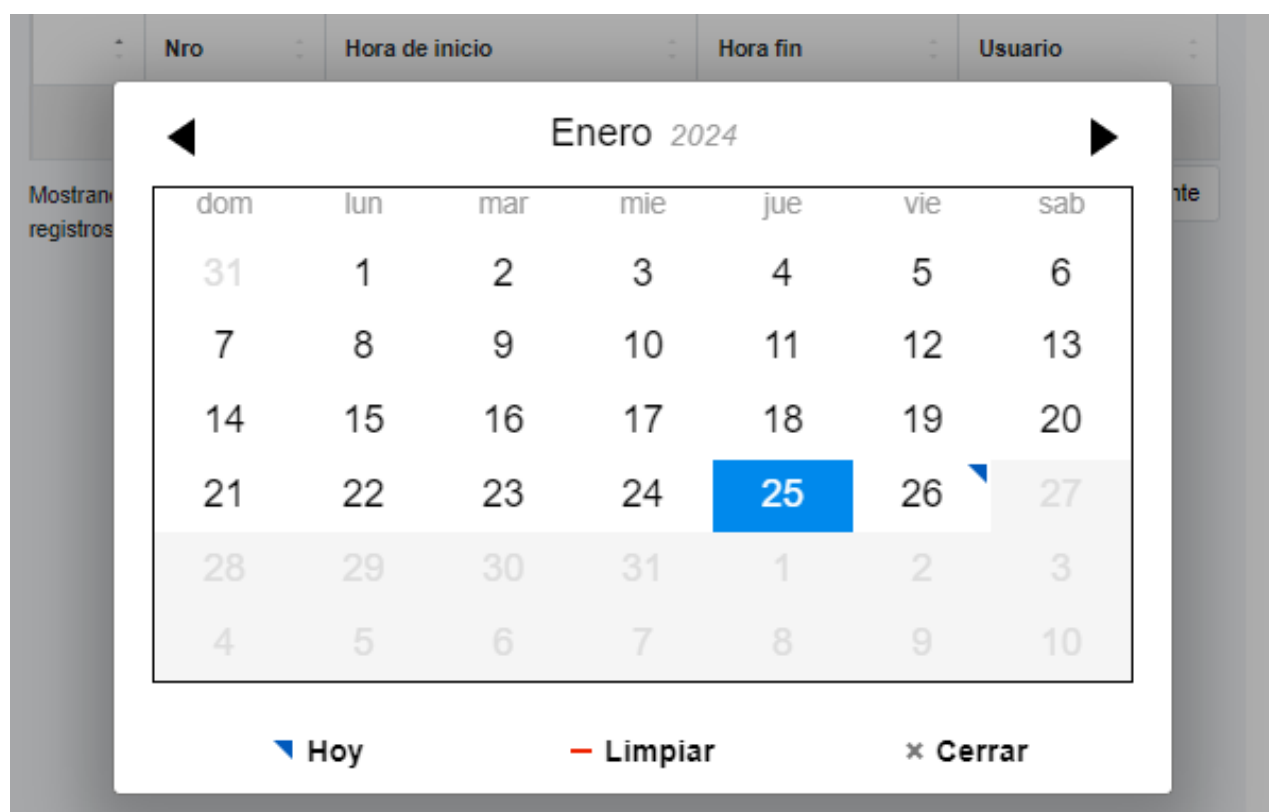 Nro Hora de inicio Hora fin Usuario
Enero 2024
dom lun mar mie jue vie sab
31 1 2 3 4 5 6
7 8 9 10 11 12 13
14 15 16 17 18 19 20
21 22 23 24 25 26 27
28 29 30 31 1 2 3
4 5 6 7 8 9 10
Hoy Limpiar Cerrar
registros